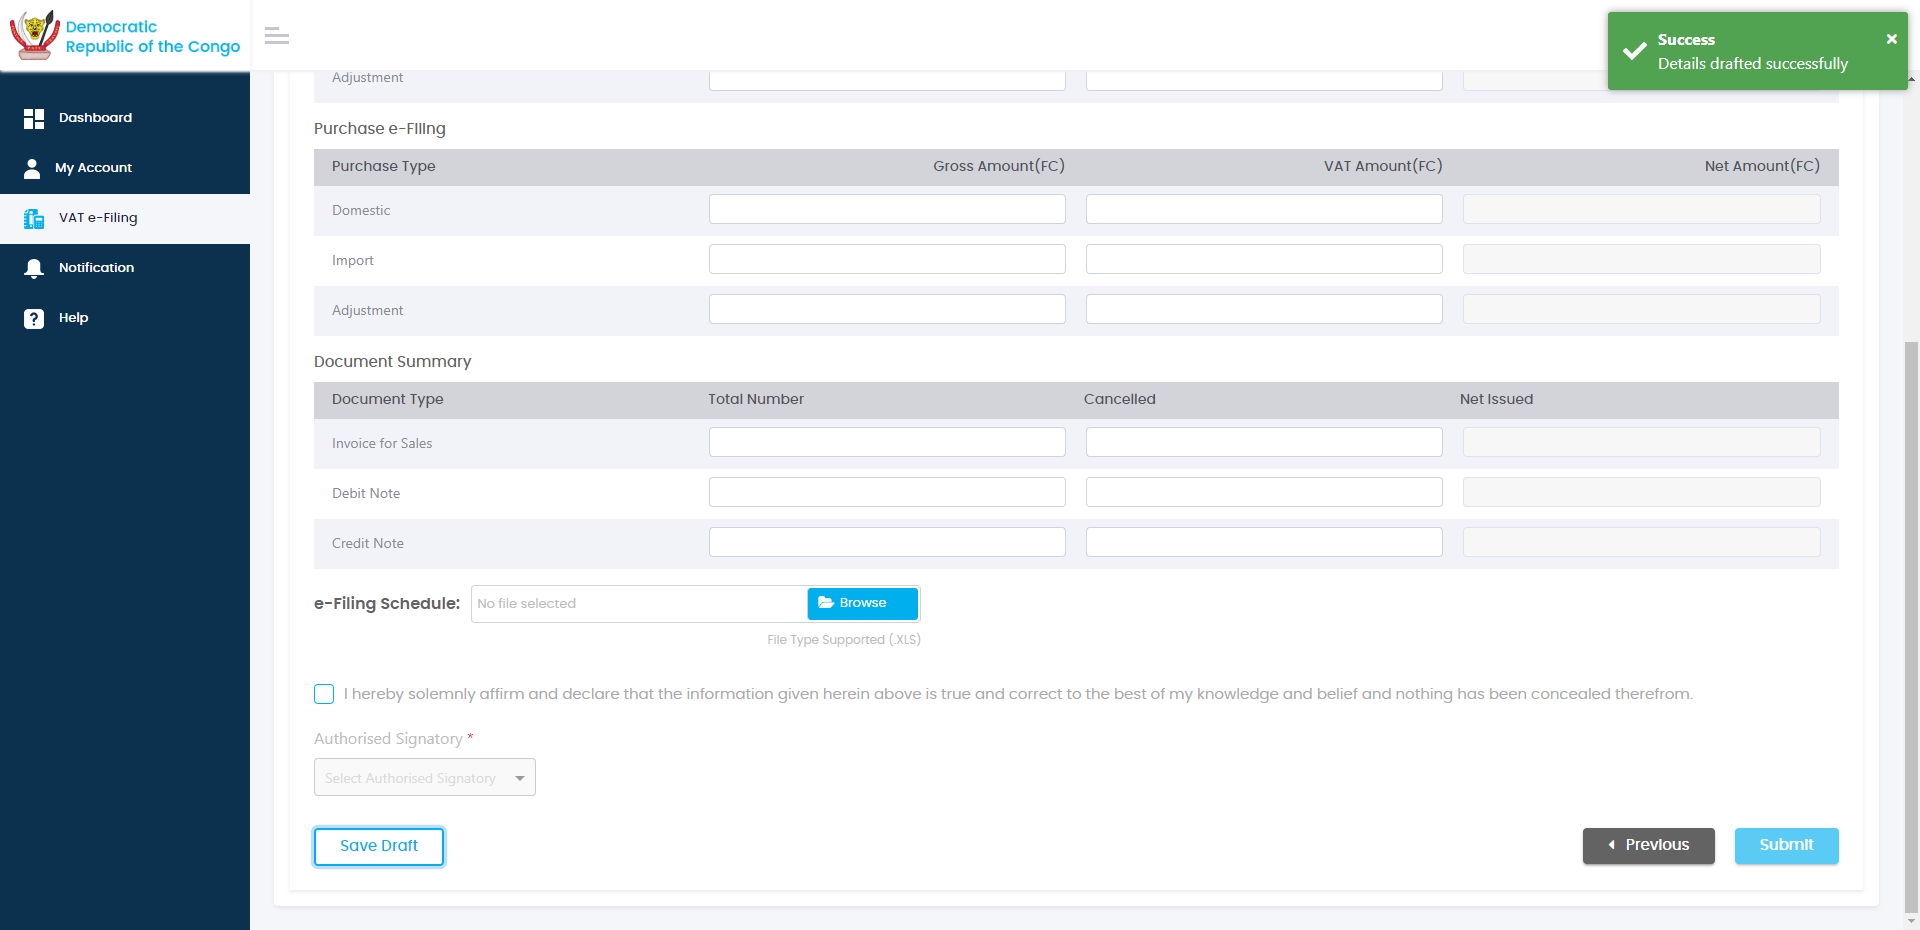 Democratic
Republic of the Congo
Success
Details drafted successfully
Dashboard
My Account
VAT e-Filing
Notification
Help
Adjustment
Purchase e-Filing
Purchase Type Gross Amount(FC) VAT Amount(FC) Net Amount(FC)
Domestic
Import
Adjustment
Document Summary
Document Type Total Number Cancelled Net Issued
Invoice for Sales
Debit Note
Credit Note
e-Filing Schedule: No file selected Browse
File Type Supported (.XLS)
I hereby solemnly affirm and declare that the information given herein above is true and correct to the best of my knowledge and belief and nothing has been concealed therefrom.
Authorised Signatory *
Select Authorised Signatory
Save Draft Previous Submit